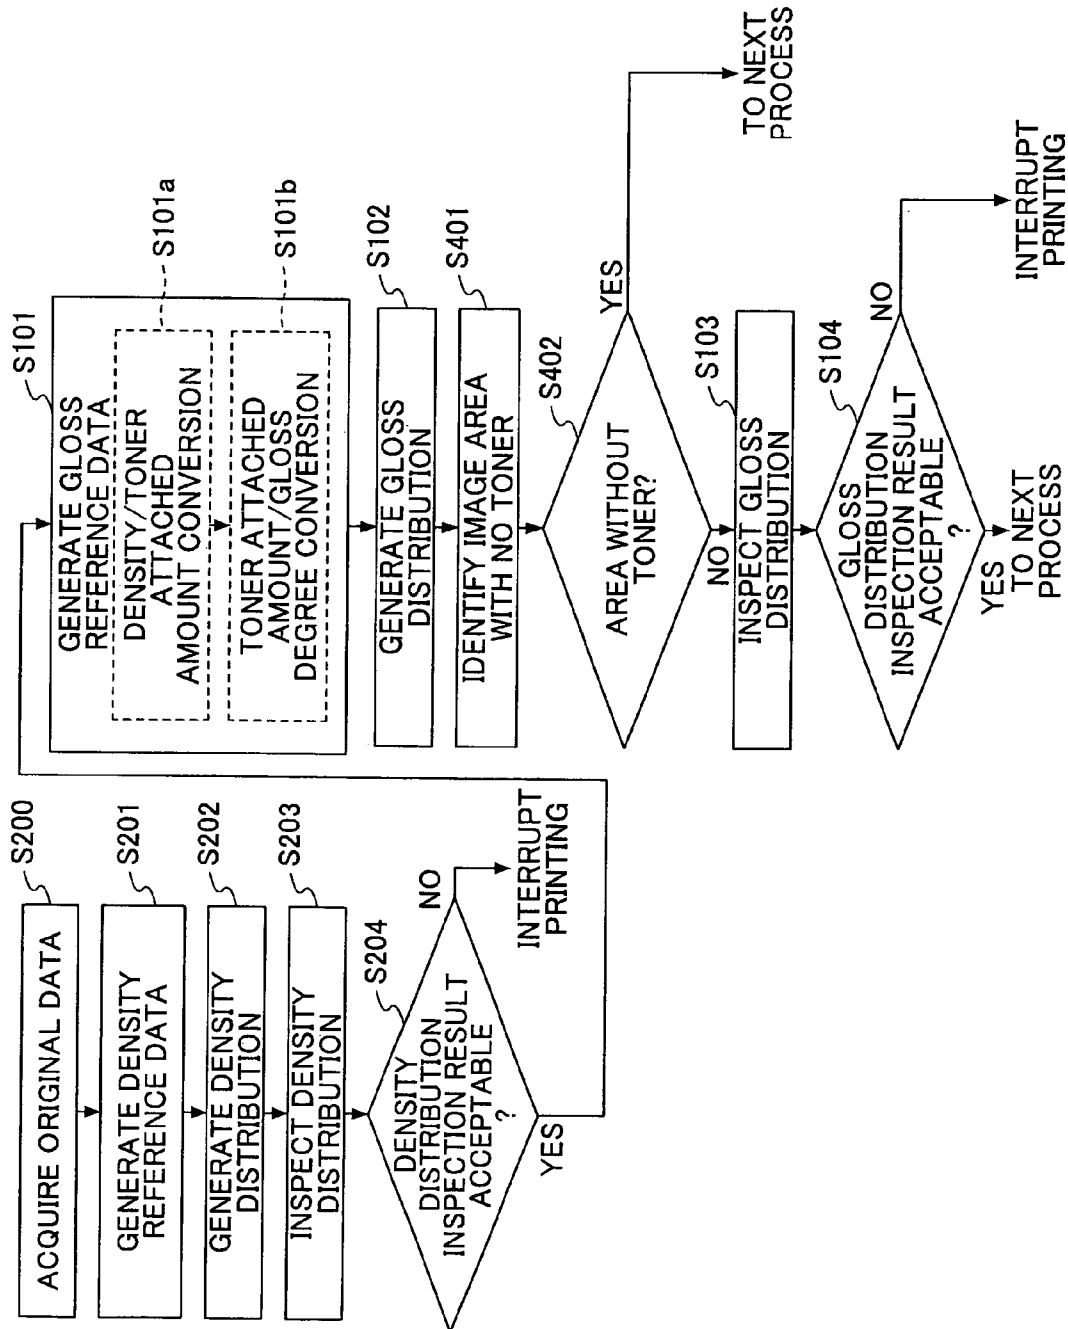 S200
ACQUIRE ORIGINAL DATA
S201
GENERATE DENSITY
REFERENCE DATA
S202
GENERATE DENSITY
DISTRIBUTION
S203
INSPECT DENSITY
DISTRIBUTION
S204
DENSITY
DISTRIBUTION
INSPECTION RESULT
ACCEPTABLE
?
NO
INTERRUPT
PRINTING
YES
S101
GENERATE GLOSS
REFERENCE DATA
S101a
DENSITY/TONER
ATTACHED
AMOUNT CONVERSION
S101b
TONER ATTACHED
AMOUNT/GLOSS
DEGREE CONVERSION
S102
GENERATE GLOSS
DISTRIBUTION
S401
IDENTIFY IMAGE AREA
WITH NO TONER
S402
AREA WITHOUT
TONER?
YES
TO NEXT
PROCESS
NO
S103
INSPECT GLOSS
DISTRIBUTION
S104
GLOSS
DISTRIBUTION
INSPECTION RESULT
ACCEPTABLE
?
NO
INTERRUPT
PRINTING
YES
TO NEXT
PROCESS